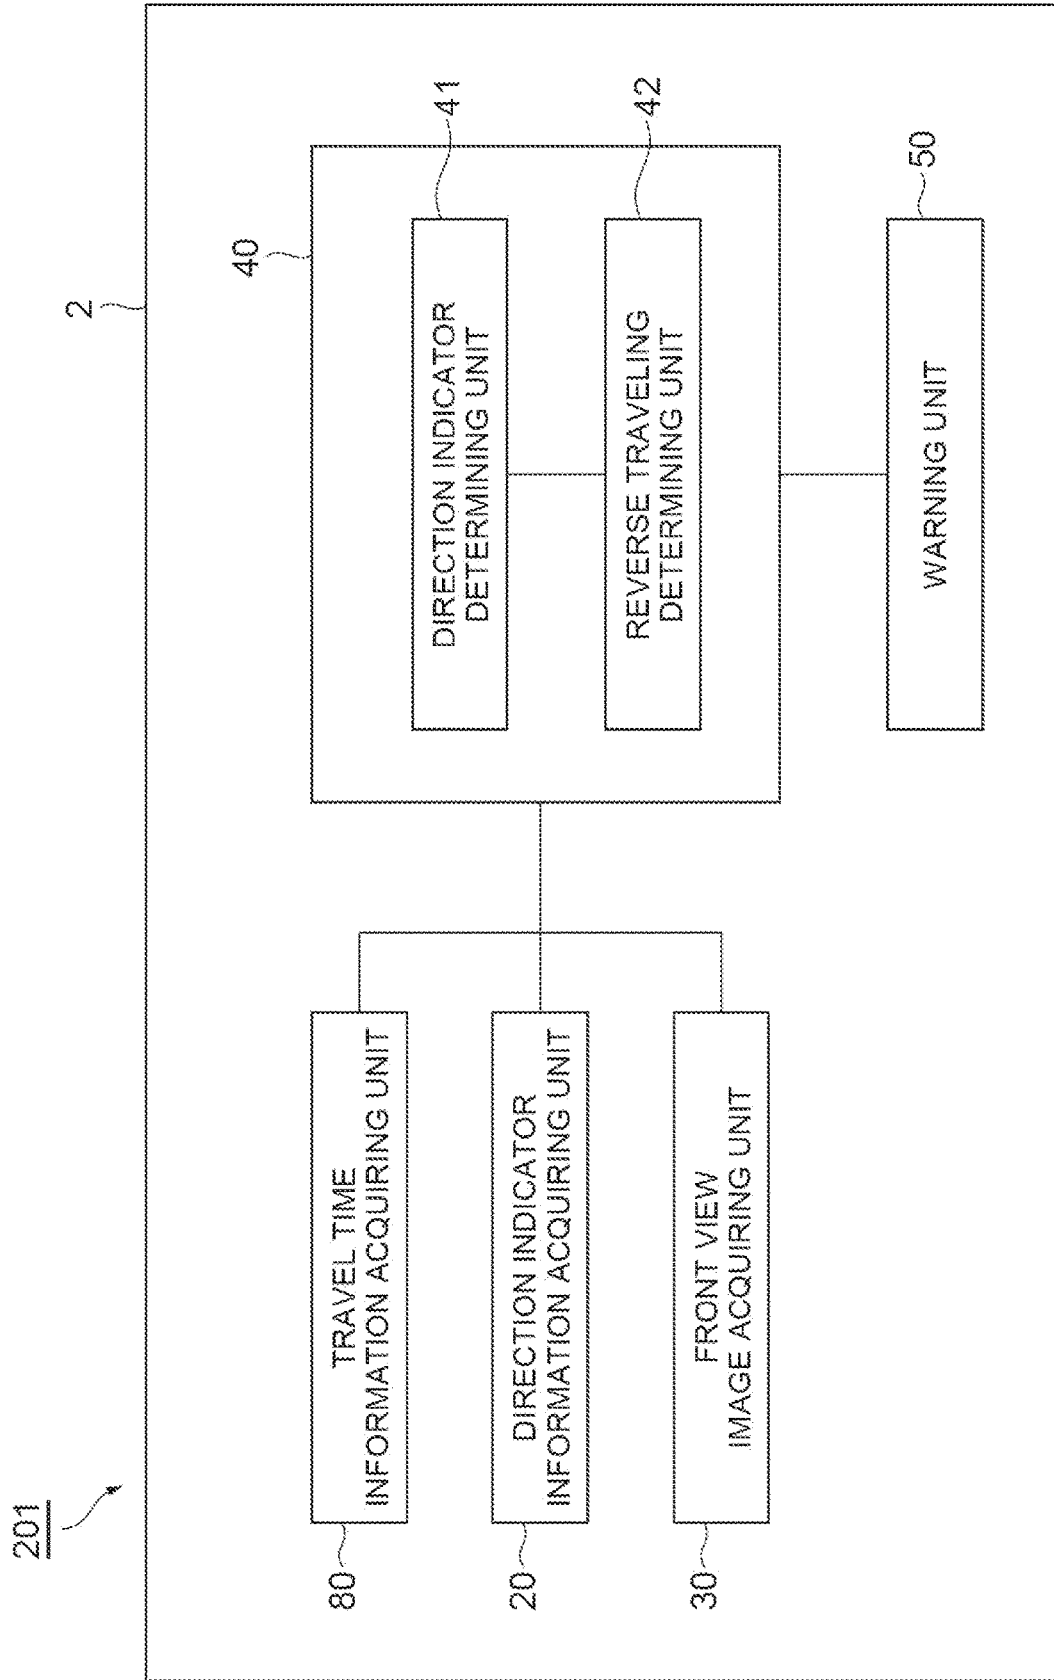 201
2
80
TRAVEL TIME
INFORMATION ACQUIRING UNIT
20
DIRECTION INDICATOR
INFORMATION ACQUIRING UNIT
30
FRONT VIEW
IMAGE ACQUIRING UNIT
40
DIRECTION INDICATOR
DETERMINING UNIT
41
REVERSE TRAVELING
DETERMINING UNIT
42
WARNING UNIT
50